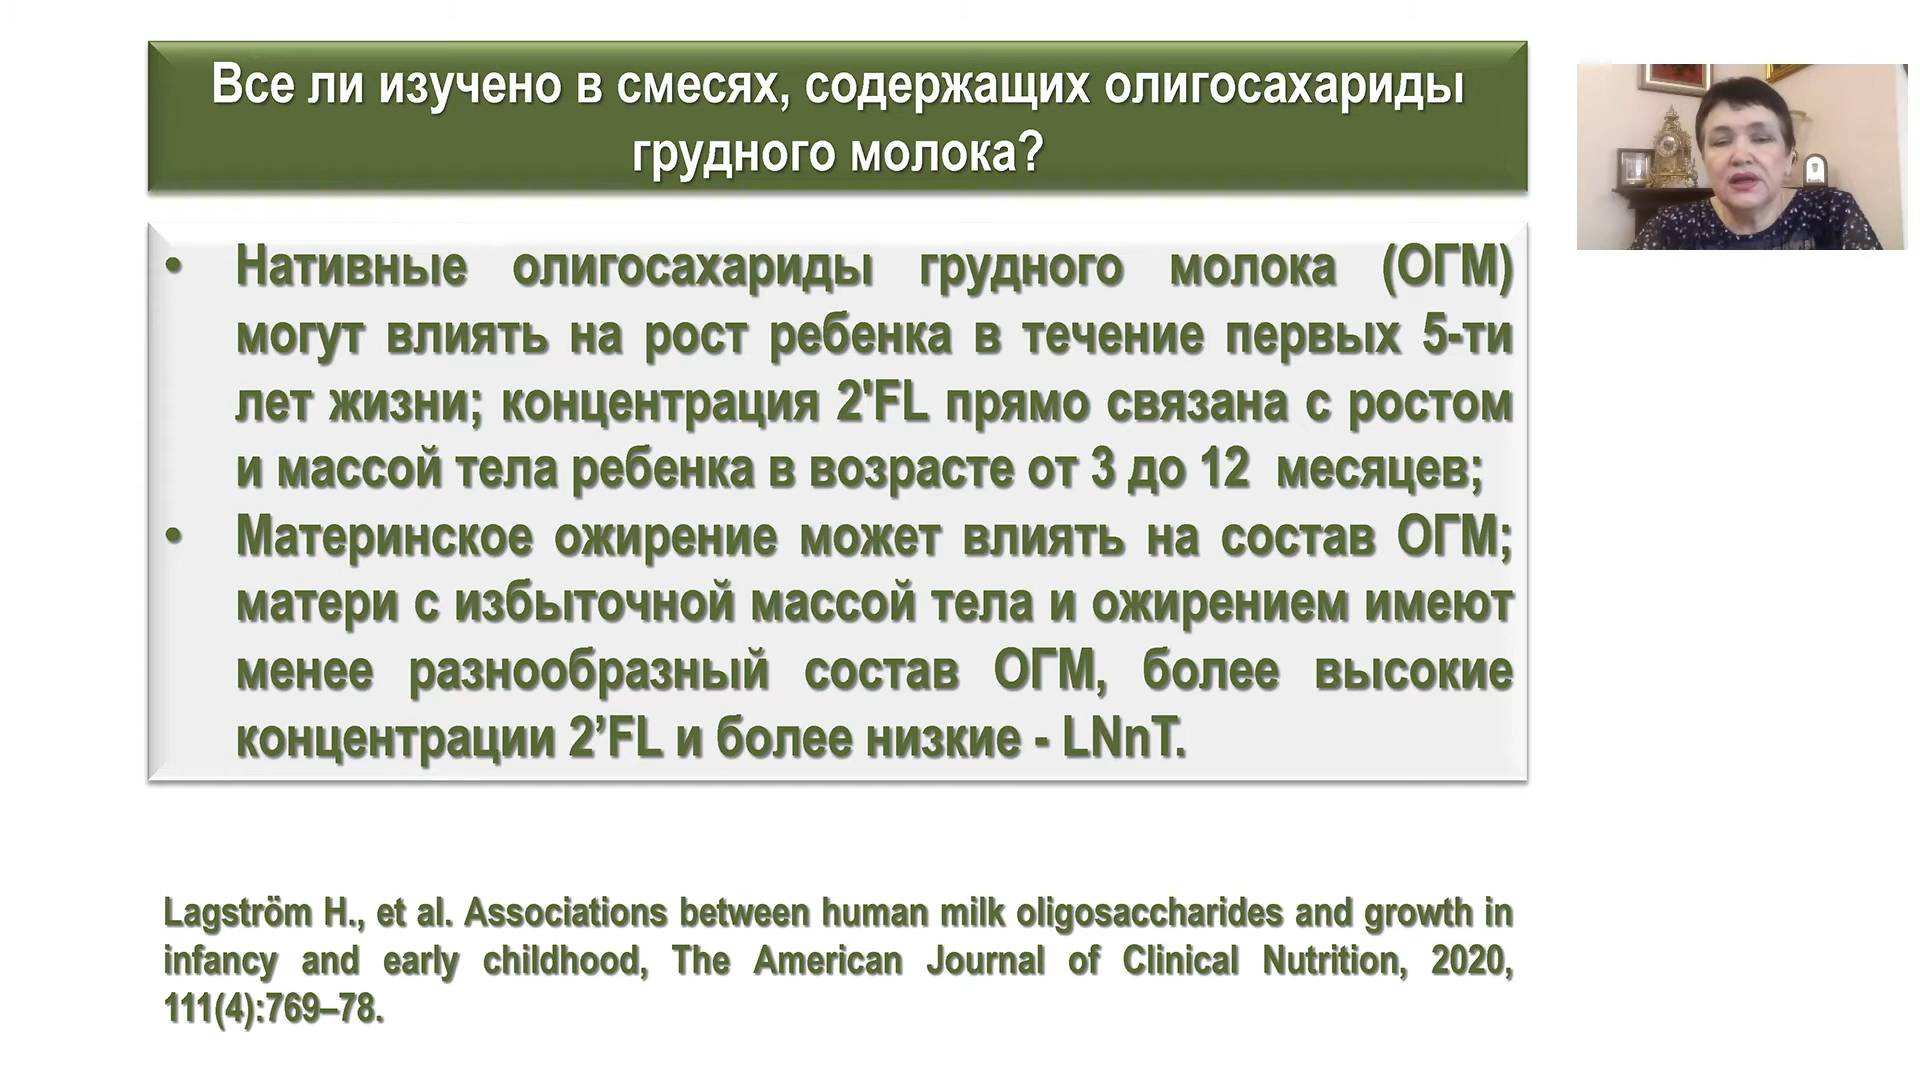 Все ли изучено в смесях, содержащих олигосахариды
грудного молока?
• Нативные олигосахариды грудного молока (ОГМ)
могут влиять на рост ребенка в течение первых 5-ти
лет жизни; концентрация 2'FL прямо связана с ростом
и массой тела ребенка в возрасте от 3 до 12 месяцев;
• Материнское ожирение может влиять на состав ОГМ;
матери с избыточной массой тела и ожирением имеют
менее разнообразный состав ОГМ, более высокие
концентрации 2’FL и более низкие - LNnT.
Lagström H., et al. Associations between human milk oligosaccharides and growth in
infancy and early childhood, The American Journal of Clinical Nutrition, 2020,
111(4):769–78.